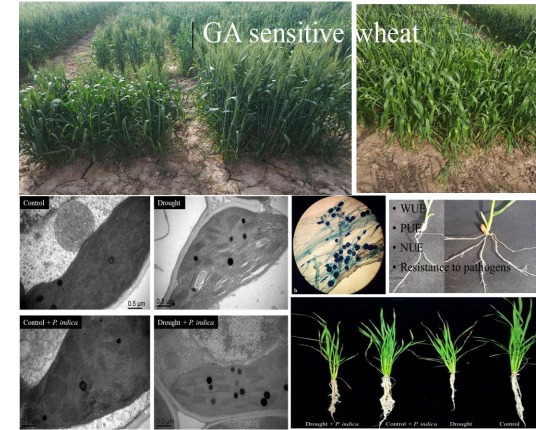 GA sensitive wheat
Control
Drought
0.5 µm
0.5 µm
b
• WUE
• PUE
• NUE
• Resistance to pathogens
Control + P. indica
Drought + P. indica
0.5 µm
0.5 µm
Drought + P. indica
Control + P. indica
Drought
Control